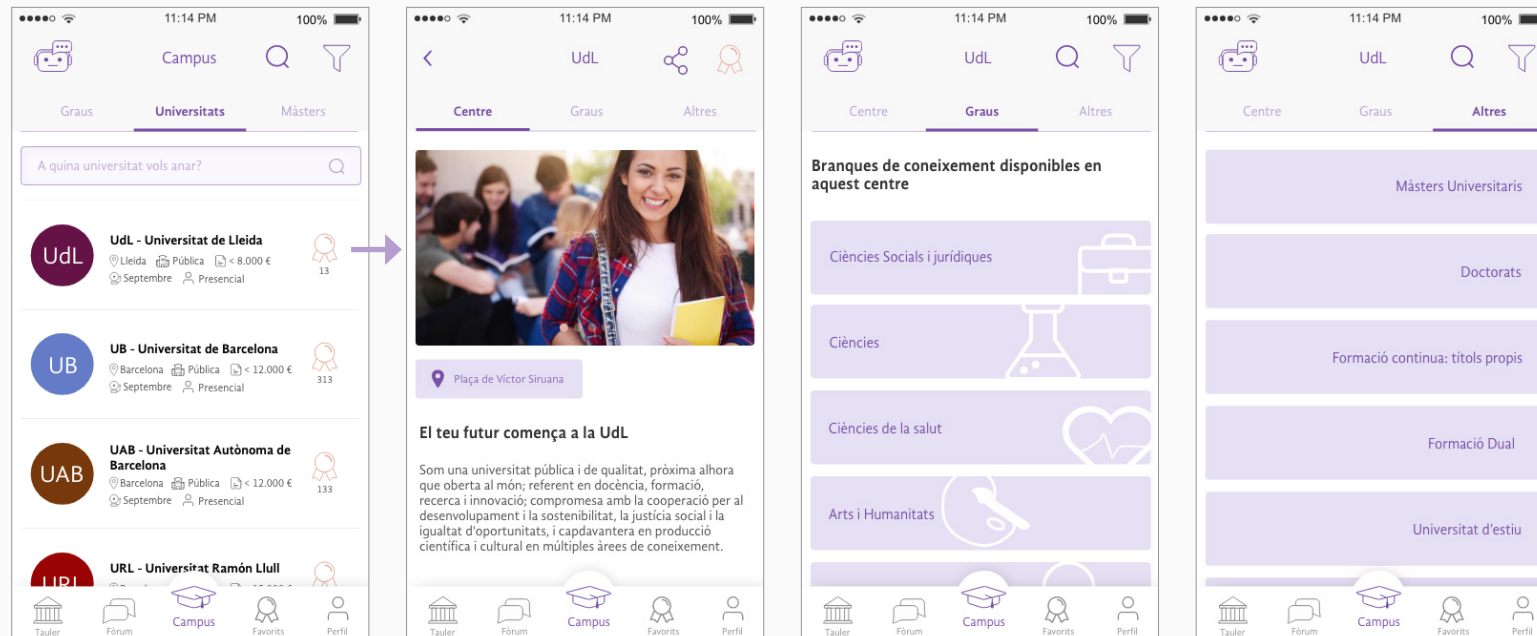 11:14 PM 100%
Campus
Graus Universitats Màsters
A quina universitat vols anar?
UdL
UdL - Universitat de Lleida
Lleida Pública < 8.000 €
Septembre Presencial
13
UB
UB - Universitat de Barcelona
Barcelona Pública < 12.000 €
Septembre Presencial
313
UAB
UAB - Universitat Autònoma de
Barcelona
Barcelona Pública < 12.000 €
Septembre Presencial
133
URL
URL - Universitat Ramón Llull
Tauler Fòrum Campus Favorits Perfil
11:14 PM 100%
UdL
Centre Graus Altres
Plaça de Víctor Siruana
El teu futur comença a la UdL
Som una universitat pública i de qualitat, pròxima alhora
que oberta al món; referent en docència, formació,
recerca i innovació; compromesa amb la cooperació per al
desenvolupament i la sostenibilitat, la justícia social i la
igualtat d'oportunitats, i capdavantera en producció
científica i cultural en múltiples àrees de coneixement.
Tauler Fòrum Campus Favorits Perfil
11:14 PM 100%
UdL
Centre Graus Altres
Branques de coneixement disponibles en
aquest centre
Ciències Socials i jurídiques
Ciències
Ciències de la salut
Arts i Humanitats
Tauler Fòrum Campus Favorits Perfil
11:14 PM 100%
UdL
Centre Graus Altres
Màsters Universitaris
Doctorats
Formació continua: títols propis
Formació Dual
Universitat d'estiu
Tauler Fòrum Campus Favorits Perfil